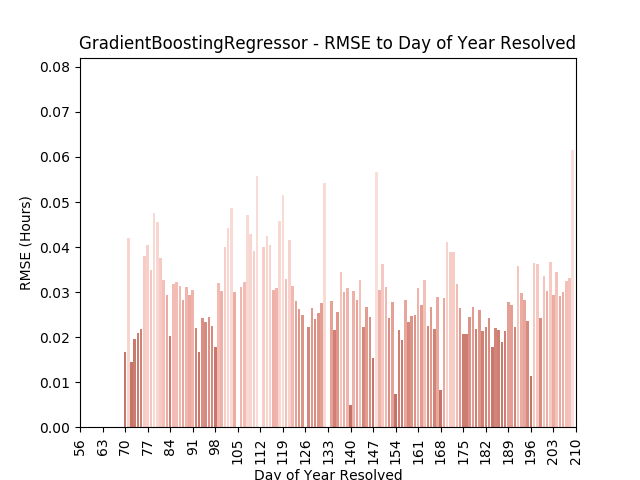 GradientBoostingRegressor - RMSE to Day of Year Resolved
0.08
0.07
0.06
0.05
0.04
0.03
0.02
0.01
0.00
RMSE (Hours)
56 63 70 77 84 91 98 105 112 119 126 133 140 147 154 161 168 175 182 189 196 203 210
Day of Year Resolved